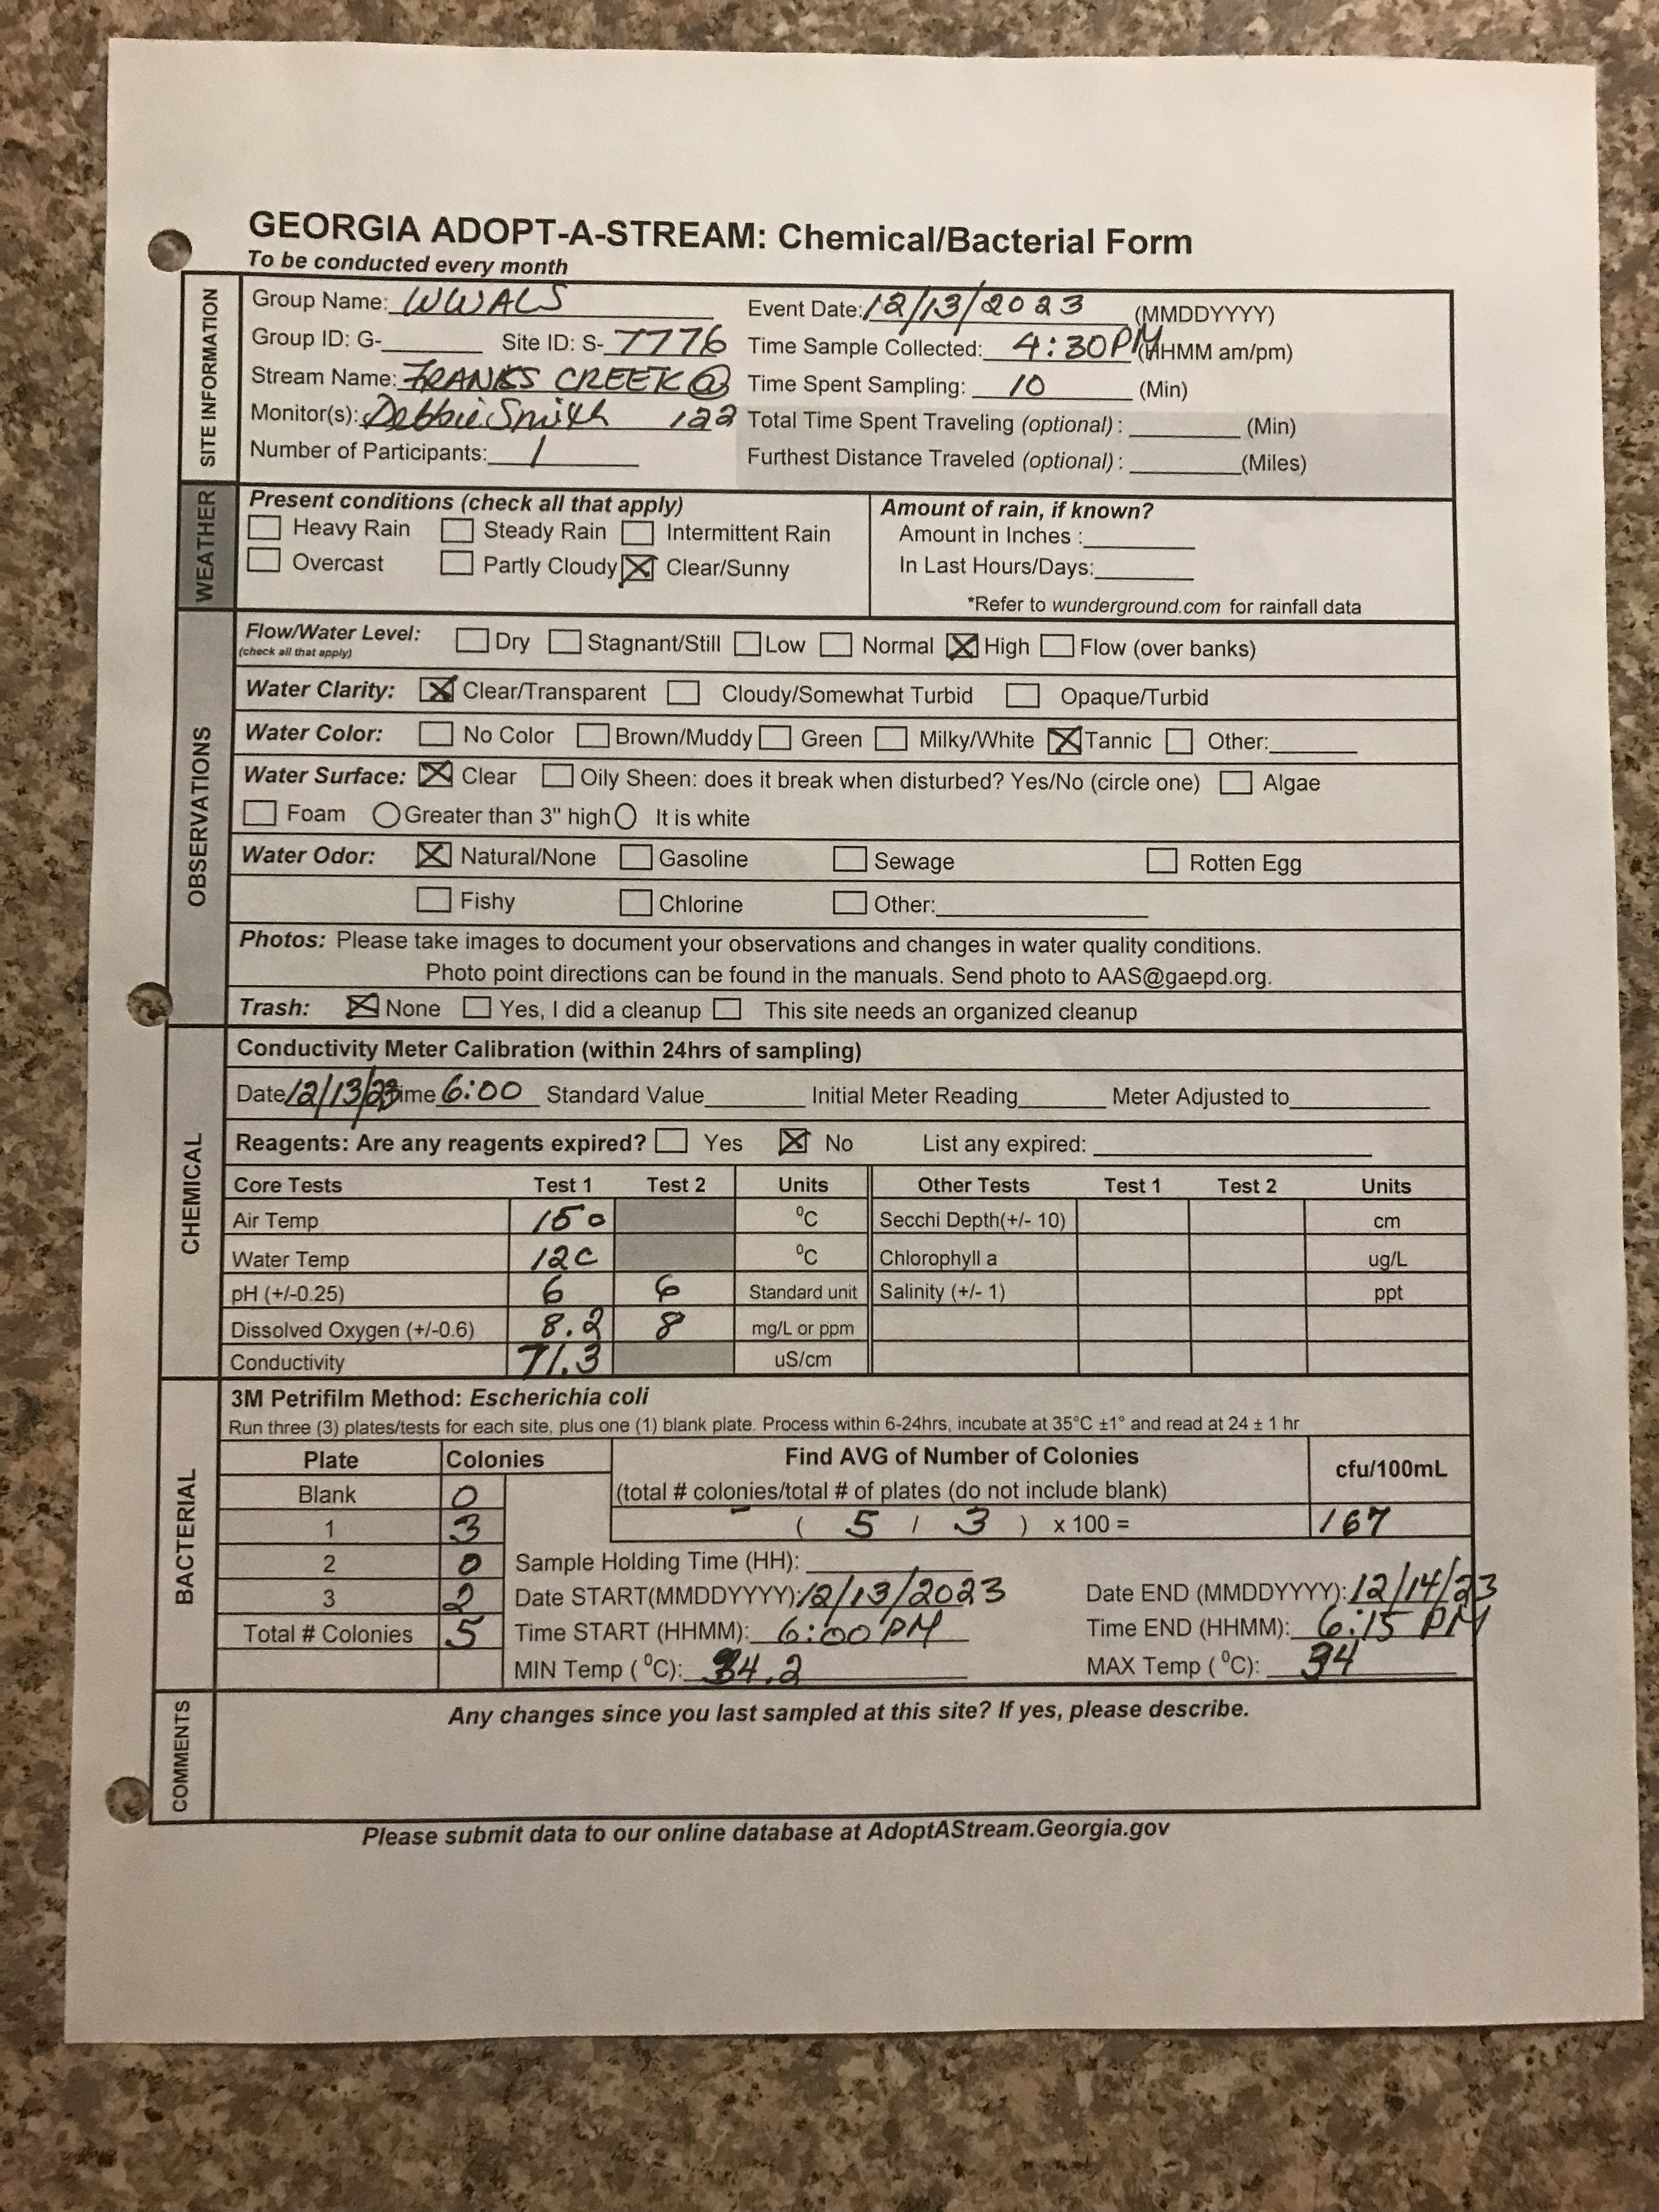 GEORGIA ADOPT-A-STREAM: Chemical/Bacterial Form
To be conducted every month
SITE INFORMATION
Group Name: WWALS Event Date: 12/13/2023 (MMDDYYYY)
Group ID: G- Site ID: S- 7776 Time Sample Collected: 4:30PM (HHMM am/pm)
Stream Name: FRANKS CREEK @ Time Spent Sampling: 10 (Min)
Monitor(s): Debbie Smith 122 Total Time Spent Traveling (optional) : (Min)
Number of Participants: 1 Furthest Distance Traveled (optional) : (Miles)
WEATHER
Present conditions (check all that apply) Amount of rain, if known?
Heavy Rain Steady Rain Intermittent Rain Amount in Inches :
Overcast Partly Cloudy X Clear/Sunny In Last Hours/Days:
*Refer to wunderground.com for rainfall data
OBSERVATIONS
Flow/Water Level: Dry Stagnant/Still Low Normal X High Flow (over banks)
(check all that apply)
Water Clarity: X Clear/Transparent Cloudy/Somewhat Turbid Opaque/Turbid
Water Color: No Color Brown/Muddy Green Milky/White X Tannic Other:
Water Surface: X Clear Oily Sheen: does it break when disturbed? Yes/No (circle one) Algae
Foam Greater than 3" high It is white
Water Odor: X Natural/None Gasoline Sewage Rotten Egg
Fishy Chlorine Other:
Photos: Please take images to document your observations and changes in water quality conditions.
Photo point directions can be found in the manuals. Send photo to AAS@gaepd.org.
Trash: X None Yes, I did a cleanup This site needs an organized cleanup
CHEMICAL
Conductivity Meter Calibration (within 24hrs of sampling)
Date 12/13/23 Time 6:00 Standard Value Initial Meter Reading Meter Adjusted to
Reagents: Are any reagents expired? Yes X No List any expired:
Core Tests Test 1 Test 2 Units Other Tests Test 1 Test 2 Units
Air Temp 15° °C Secchi Depth(+/- 10) cm
Water Temp 12C °C Chlorophyll a ug/L
pH (+/-0.25) 6 6 Standard unit Salinity (+/- 1) ppt
Dissolved Oxygen (+/-0.6) 8.2 8 mg/L or ppm
Conductivity 71.3 uS/cm
BACTERIAL
3M Petrifilm Method: Escherichia coli
Run three (3) plates/tests for each site, plus one (1) blank plate. Process within 6-24hrs, incubate at 35°C ±1° and read at 24 ± 1 hr
Plate Colonies Find AVG of Number of Colonies cfu/100mL
Blank 0 (total # colonies/total # of plates (do not include blank)
1 3 ( 5 / 3 ) x 100 = 167
2 0 Sample Holding Time (HH):
3 2 Date START(MMDDYYYY): 12/13/2023 Date END (MMDDYYYY): 12/14/23
Total # Colonies 5 Time START (HHMM): 6:00 PM Time END (HHMM): 6:15 PM
MIN Temp (°C): 34.2 MAX Temp (°C): 34
COMMENTS
Any changes since you last sampled at this site? If yes, please describe.
Please submit data to our online database at AdoptAStream.Georgia.gov